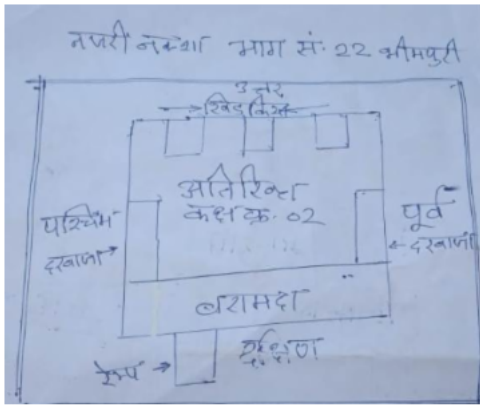 नजरी नक्शा भाग सं. 22 भीमपुरी
उत्तर
खिड़किया
अतिरिक्त
कक्ष क्र. 02
पश्चिम
दरवाजा
पूर्व
दरवाजा
बरामदा
दक्षिण
रैम्प